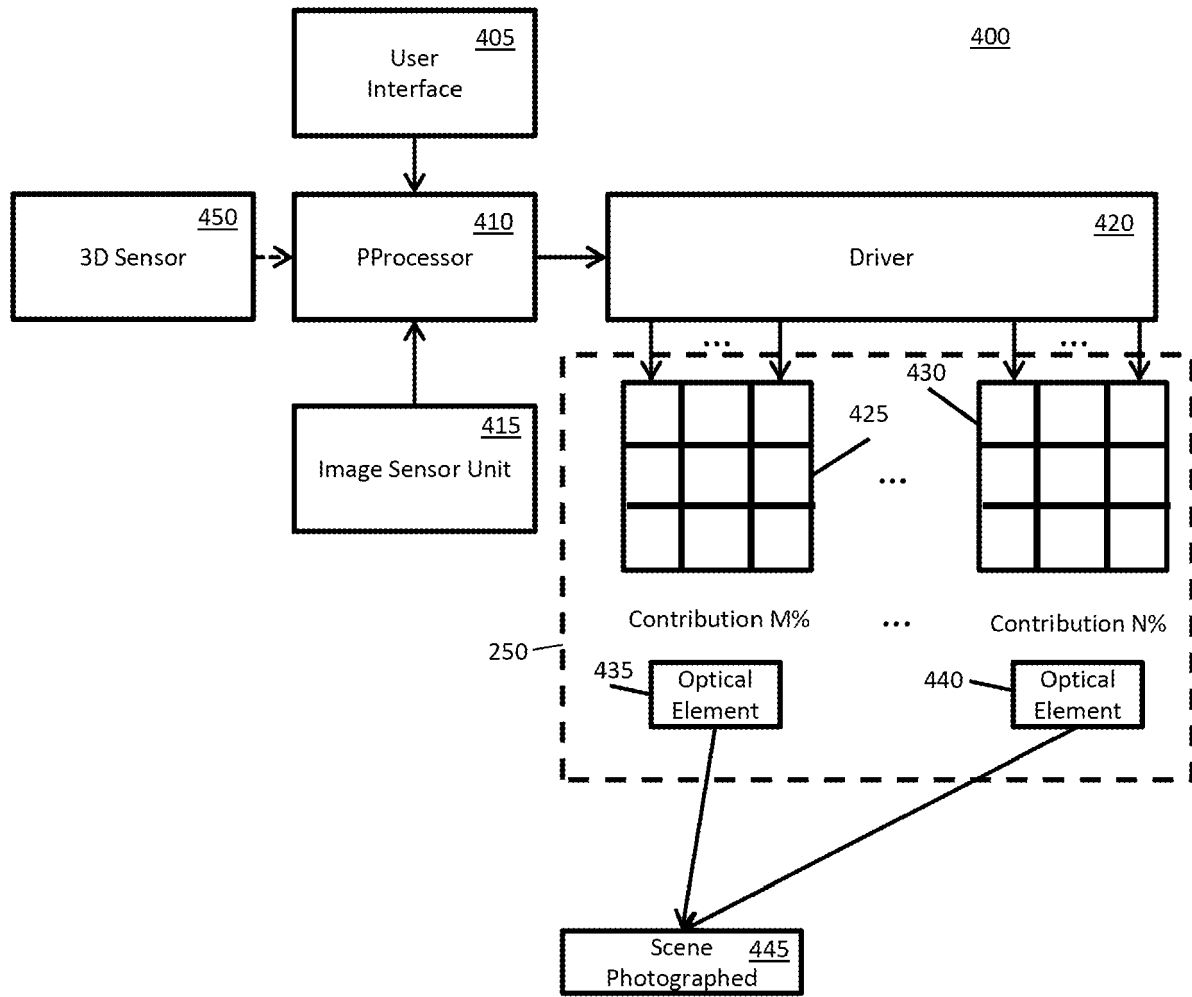 405
User
Interface
400
450
3D Sensor
410
PProcessor
420
Driver
...
...
430
425
415
Image Sensor Unit
...
Contribution M%
...
Contribution N%
250
435
Optical
Element
440
Optical
Element
Scene
Photographed
445